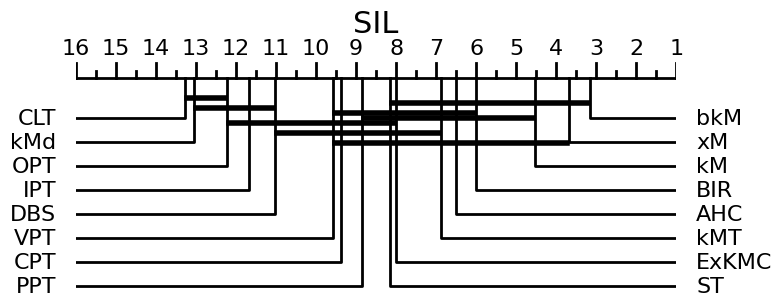 SIL
16 15 14 13 12 11 10 9 8 7 6 5 4 3 2 1
CLT bkM
kMd xM
OPT kM
IPT BIR
DBS AHC
VPT kMT
CPT ExKMC
PPT ST